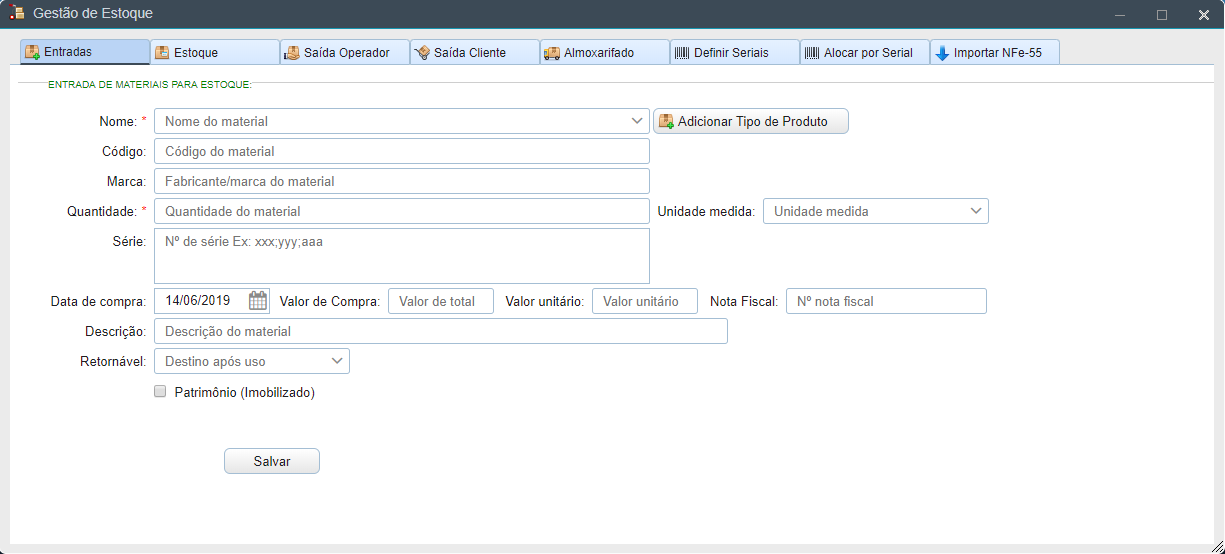 Gestão de Estoque
Entradas Estoque Saída Operador Saída Cliente Almoxarifado Definir Seriais Alocar por Serial Importar NFe-55
ENTRADA DE MATERIAIS PARA ESTOQUE:
Nome: * Nome do material Adicionar Tipo de Produto
Código: Código do material
Marca: Fabricante/marca do material
Quantidade: * Quantidade do material Unidade medida: Unidade medida
Série: Nº de série Ex: xxx;yyy;aaa
Data de compra: 14/06/2019 Valor de Compra: Valor de total Valor unitário: Valor unitário Nota Fiscal: Nº nota fiscal
Descrição: Descrição do material
Retornável: Destino após uso
Patrimônio (Imobilizado)
Salvar